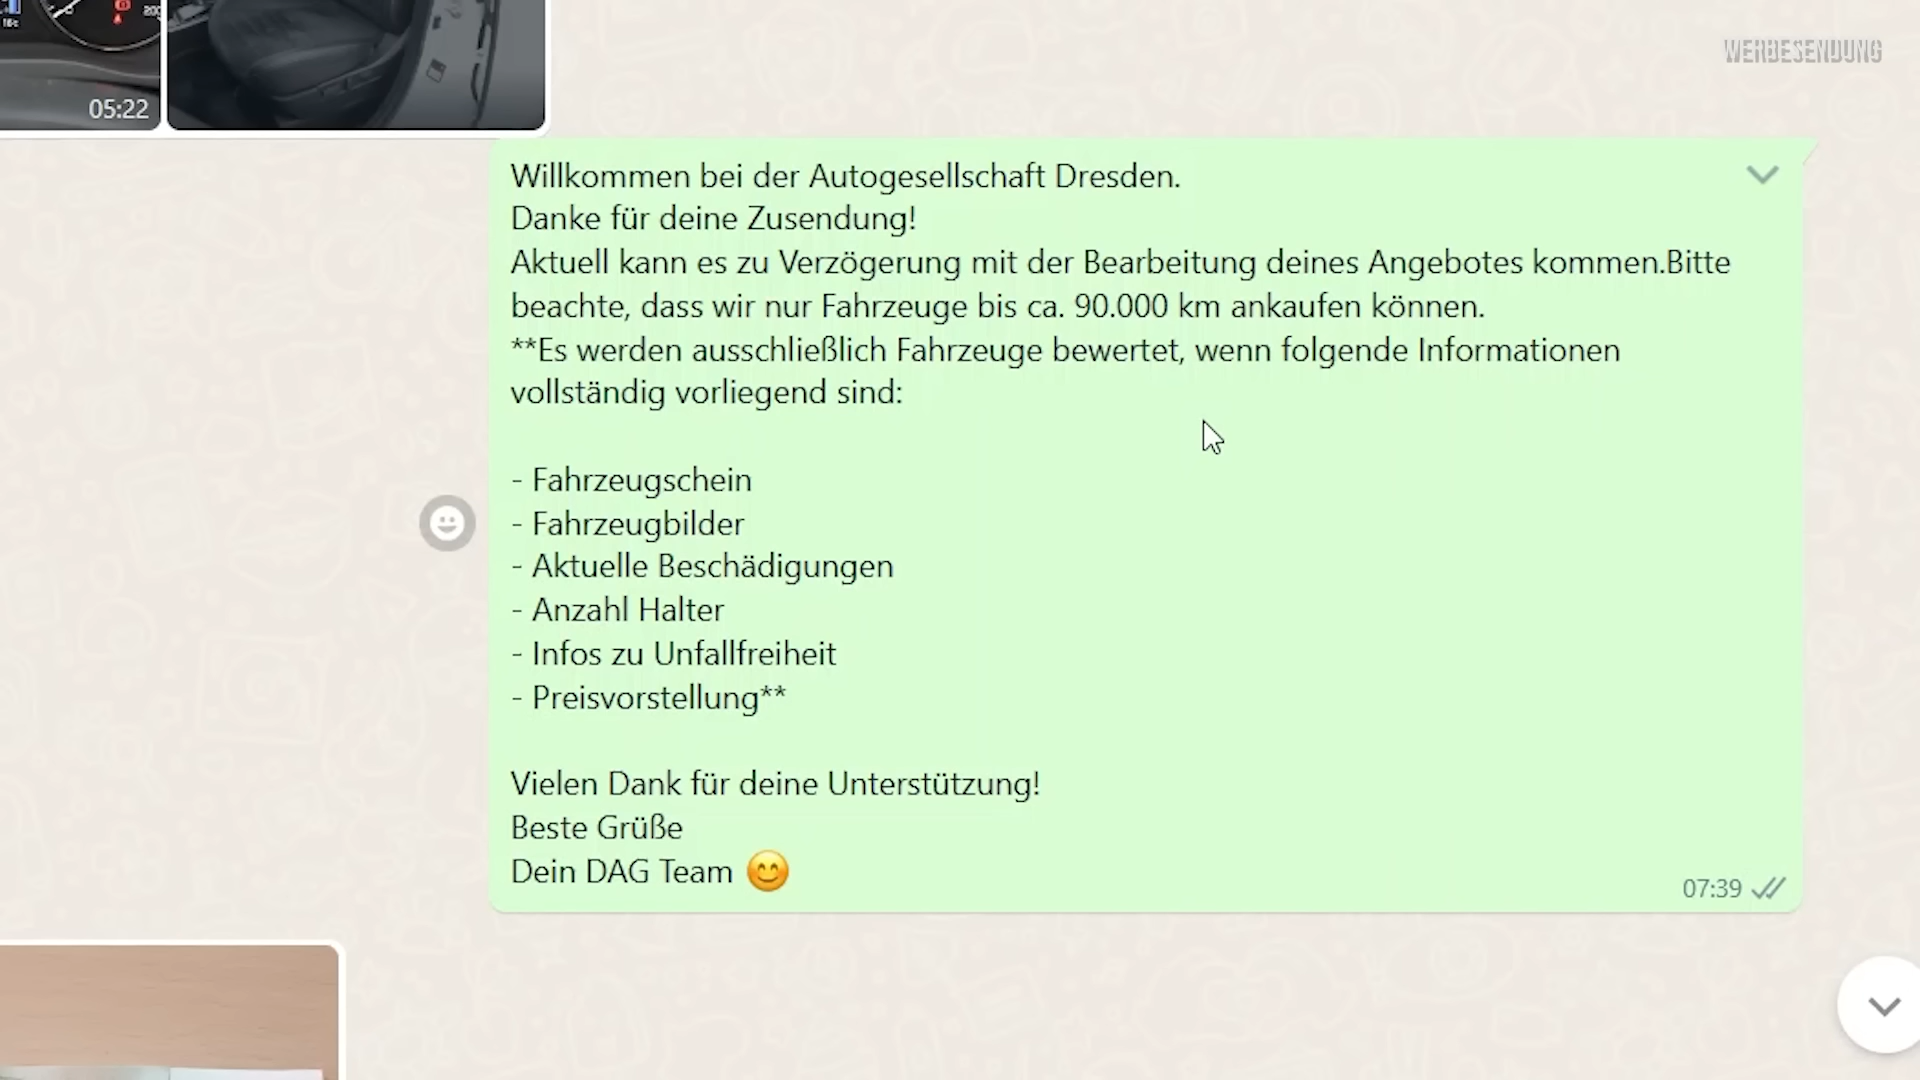 05:22
WERBESENDUNG
Willkommen bei der Autogesellschaft Dresden.
Danke für deine Zusendung!
Aktuell kann es zu Verzögerung mit der Bearbeitung deines Angebotes kommen.Bitte
beachte, dass wir nur Fahrzeuge bis ca. 90.000 km ankaufen können.
**Es werden ausschließlich Fahrzeuge bewertet, wenn folgende Informationen
vollständig vorliegend sind:
- Fahrzeugschein
- Fahrzeugbilder
- Aktuelle Beschädigungen
- Anzahl Halter
- Infos zu Unfallfreiheit
- Preisvorstellung**
Vielen Dank für deine Unterstützung!
Beste Grüße
Dein DAG Team 😊
07:39